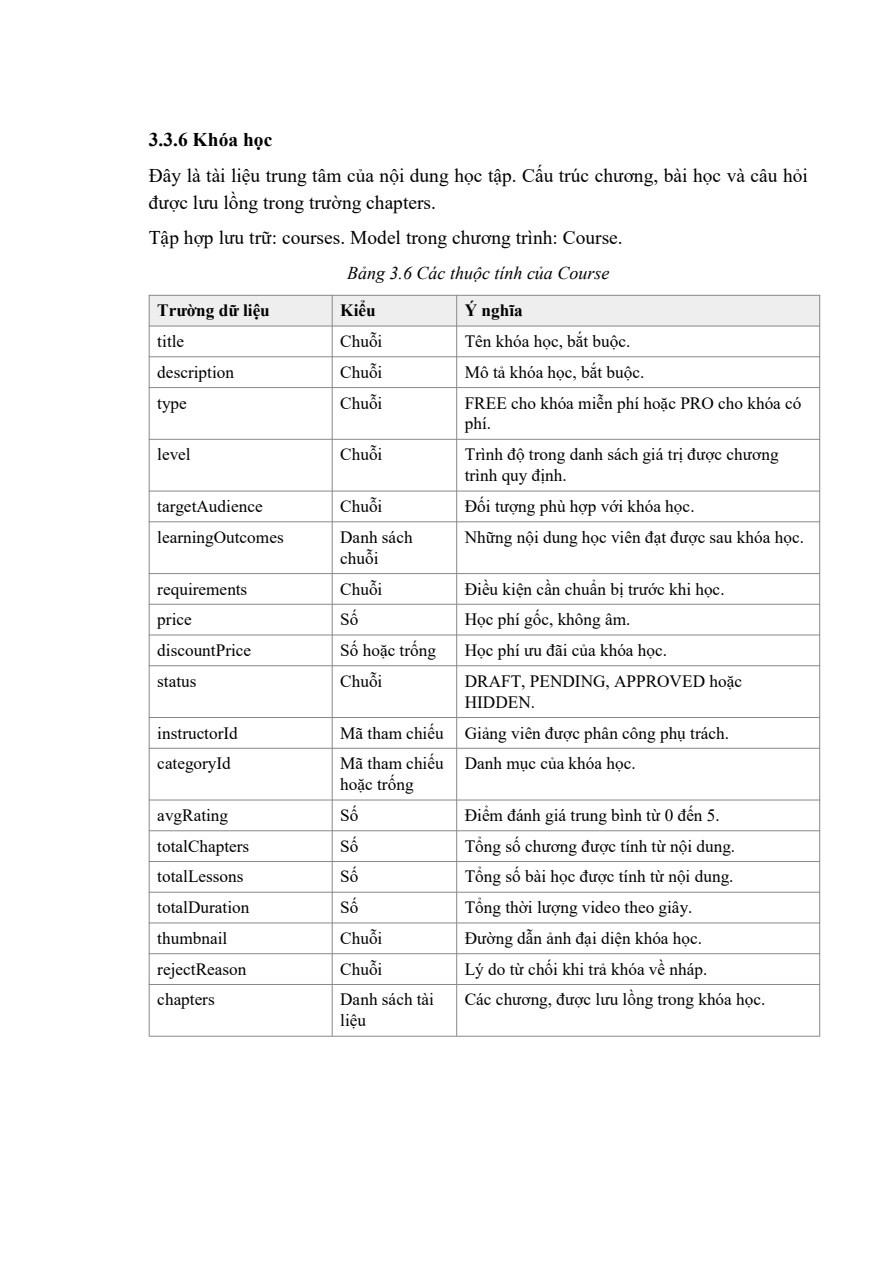 3.3.6 Khóa học
Đây là tài liệu trung tâm của nội dung học tập. Cấu trúc chương, bài học và câu hỏi
được lưu lồng trong trường chapters.
Tập hợp lưu trữ: courses. Model trong chương trình: Course.
Bảng 3.6 Các thuộc tính của Course
Trường dữ liệu Kiểu Ý nghĩa
title Chuỗi Tên khóa học, bắt buộc.
description Chuỗi Mô tả khóa học, bắt buộc.
type Chuỗi FREE cho khóa miễn phí hoặc PRO cho khóa có
phí.
level Chuỗi Trình độ trong danh sách giá trị được chương
trình quy định.
targetAudience Chuỗi Đối tượng phù hợp với khóa học.
learningOutcomes Danh sách Những nội dung học viên đạt được sau khóa học.
chuỗi
requirements Chuỗi Điều kiện cần chuẩn bị trước khi học.
price Số Học phí gốc, không âm.
discountPrice Số hoặc trống Học phí ưu đãi của khóa học.
status Chuỗi DRAFT, PENDING, APPROVED hoặc
HIDDEN.
instructorId Mã tham chiếu Giảng viên được phân công phụ trách.
categoryId Mã tham chiếu Danh mục của khóa học.
hoặc trống
avgRating Số Điểm đánh giá trung bình từ 0 đến 5.
totalChapters Số Tổng số chương được tính từ nội dung.
totalLessons Số Tổng số bài học được tính từ nội dung.
totalDuration Số Tổng thời lượng video theo giây.
thumbnail Chuỗi Đường dẫn ảnh đại diện khóa học.
rejectReason Chuỗi Lý do từ chối khi trả khóa về nháp.
chapters Danh sách tài Các chương, được lưu lồng trong khóa học.
liệu